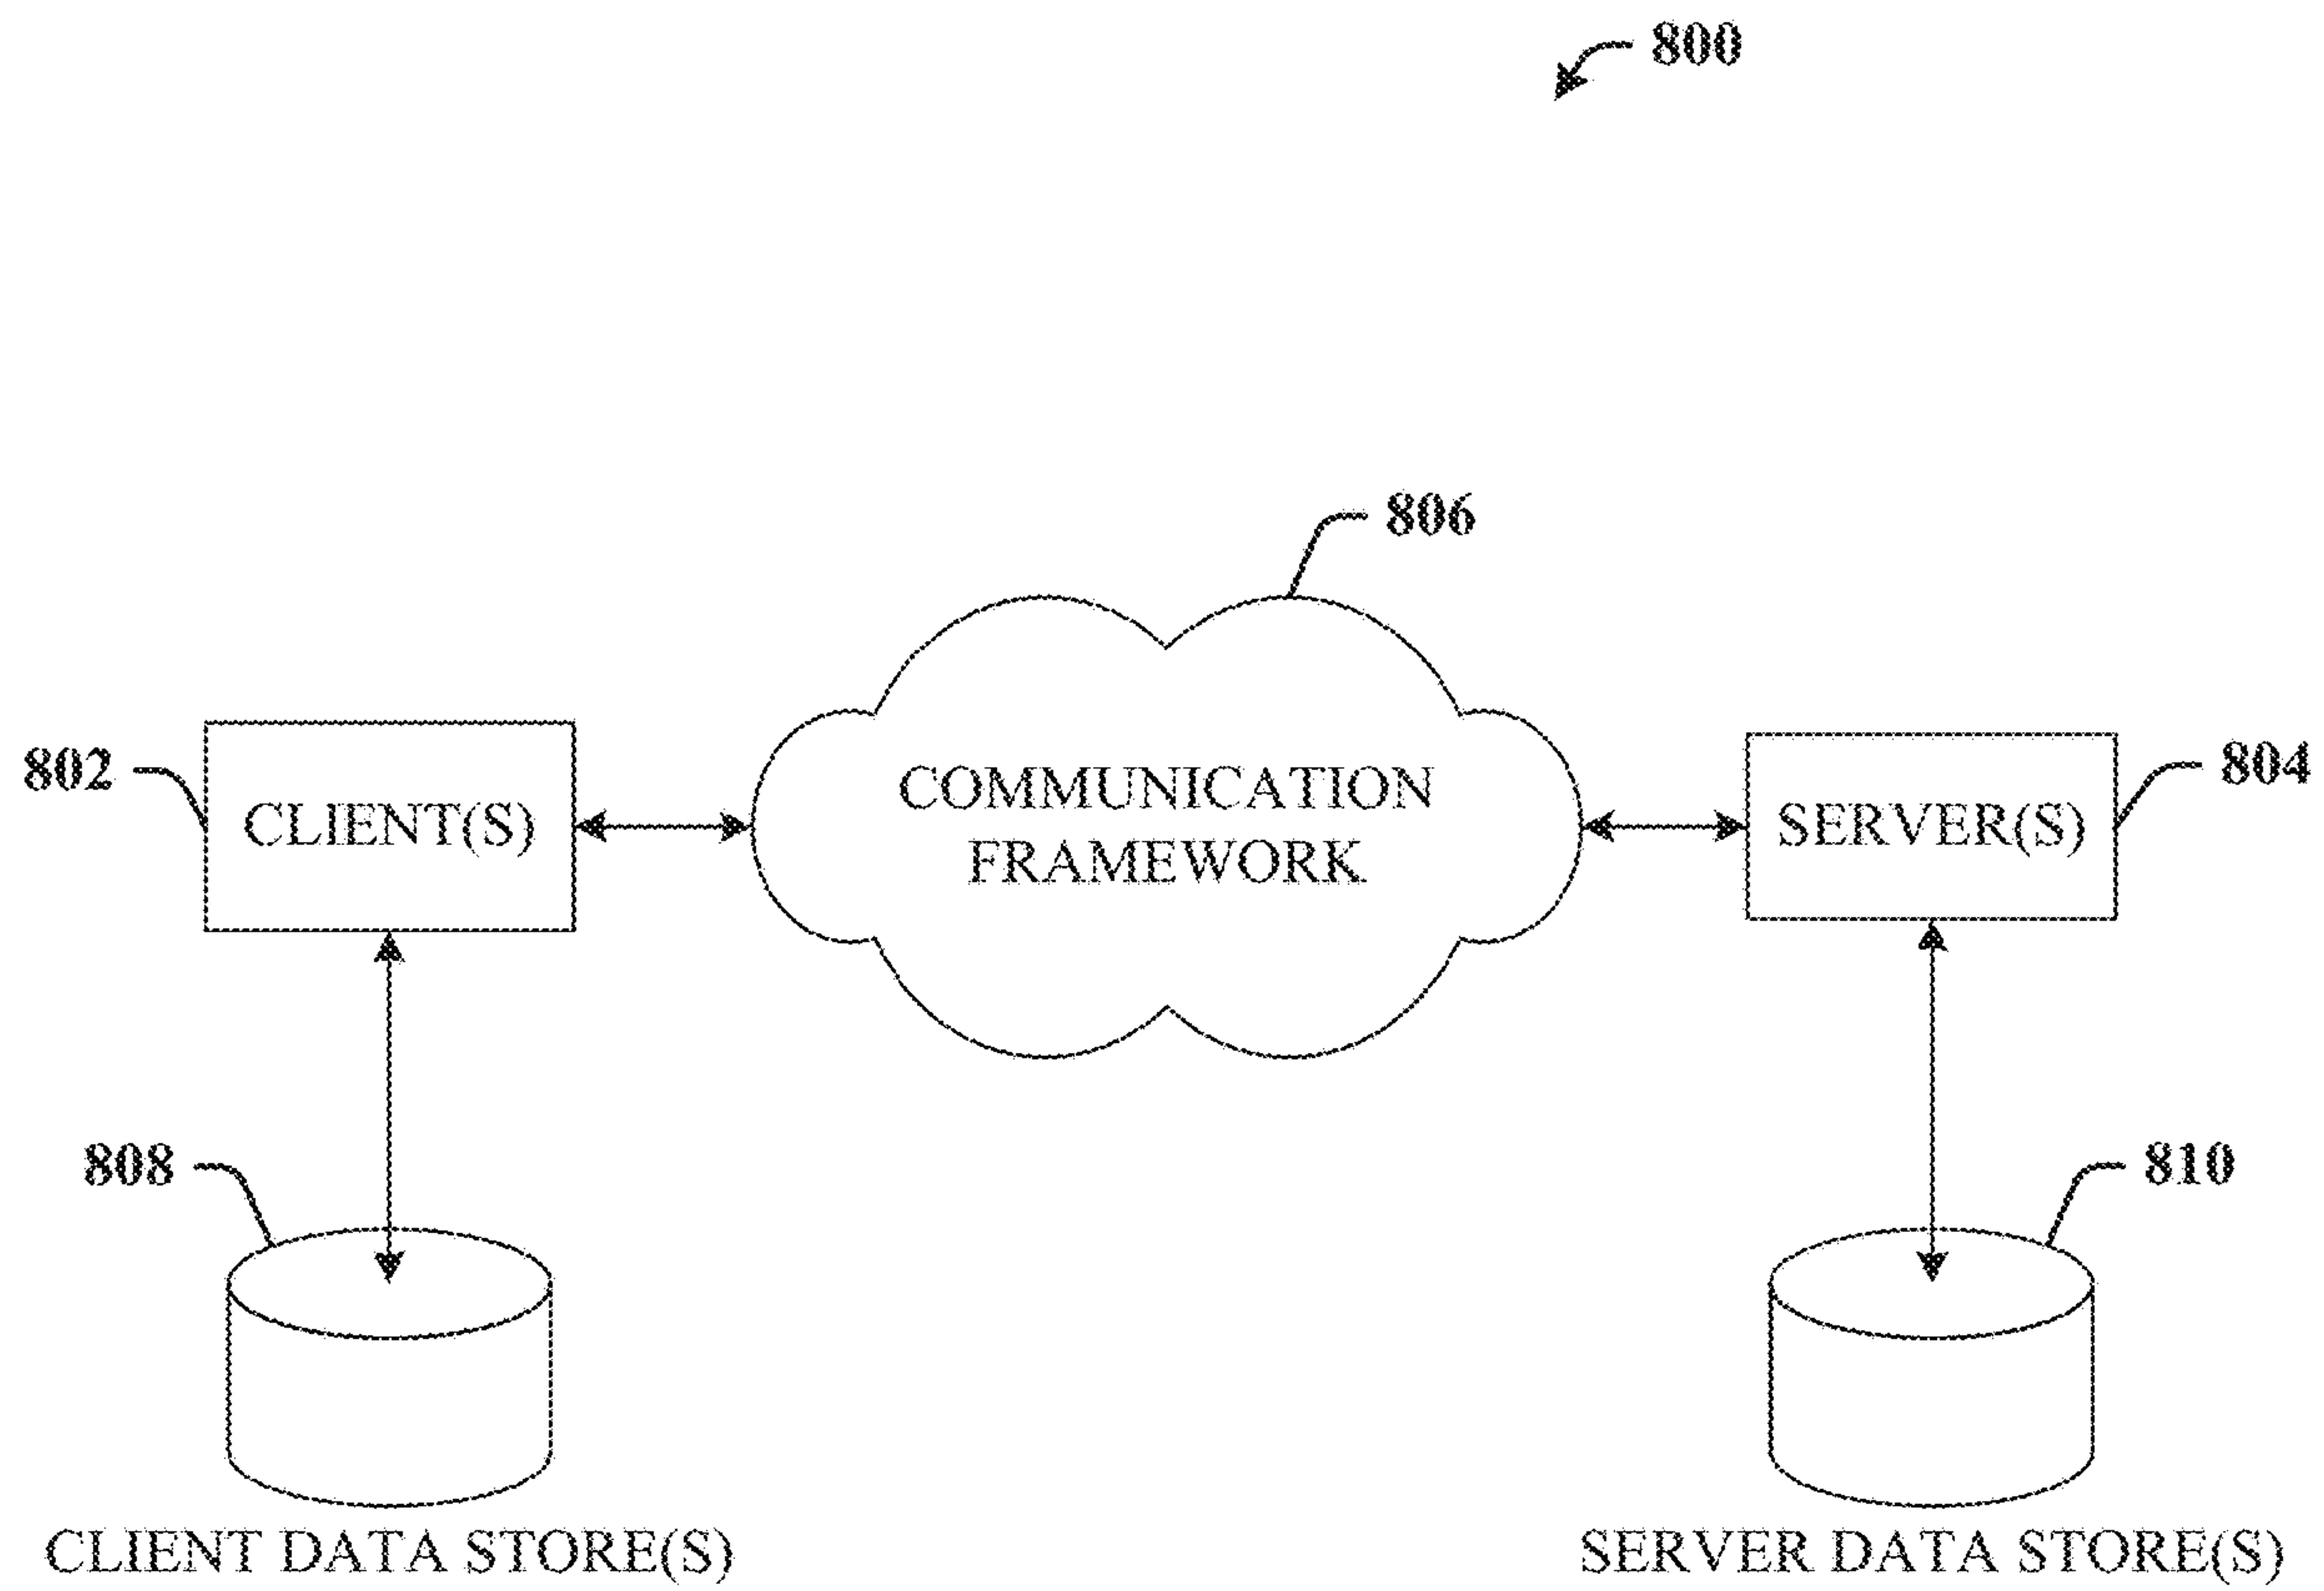 800
806
802
CLIENT(S)
COMMUNICATION
FRAMEWORK
SERVER(S)
804
808
810
CLIENT DATA STORE(S)
SERVER DATA STORE(S)